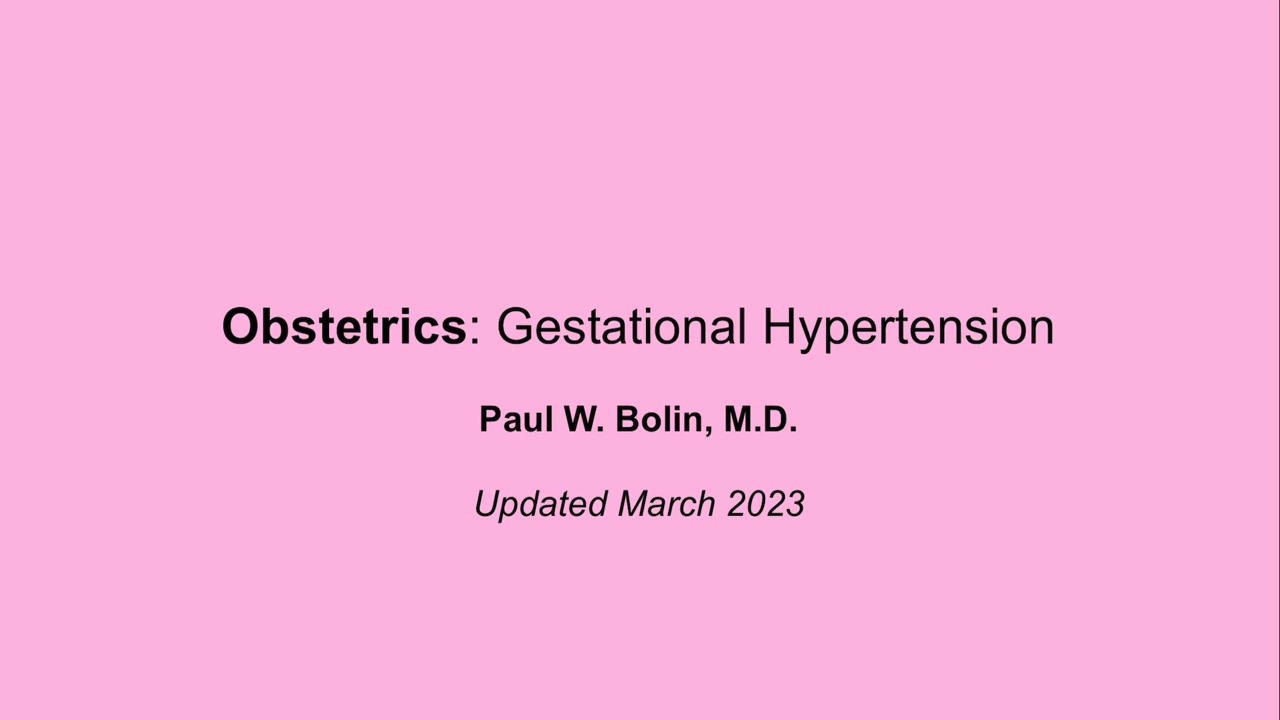 Obstetrics: Gestational Hypertension
Paul W. Bolin, M.D.
Updated March 2023